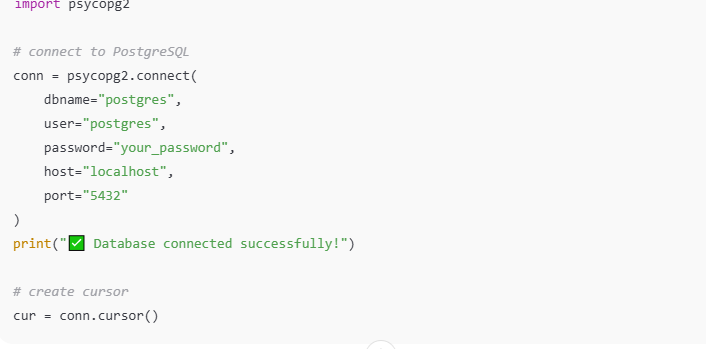 import psycopg2
# connect to PostgreSQL
conn = psycopg2.connect(
    dbname="postgres",
    user="postgres",
    password="your_password",
    host="localhost",
    port="5432"
)
print("✅ Database connected successfully!")
# create cursor
cur = conn.cursor()